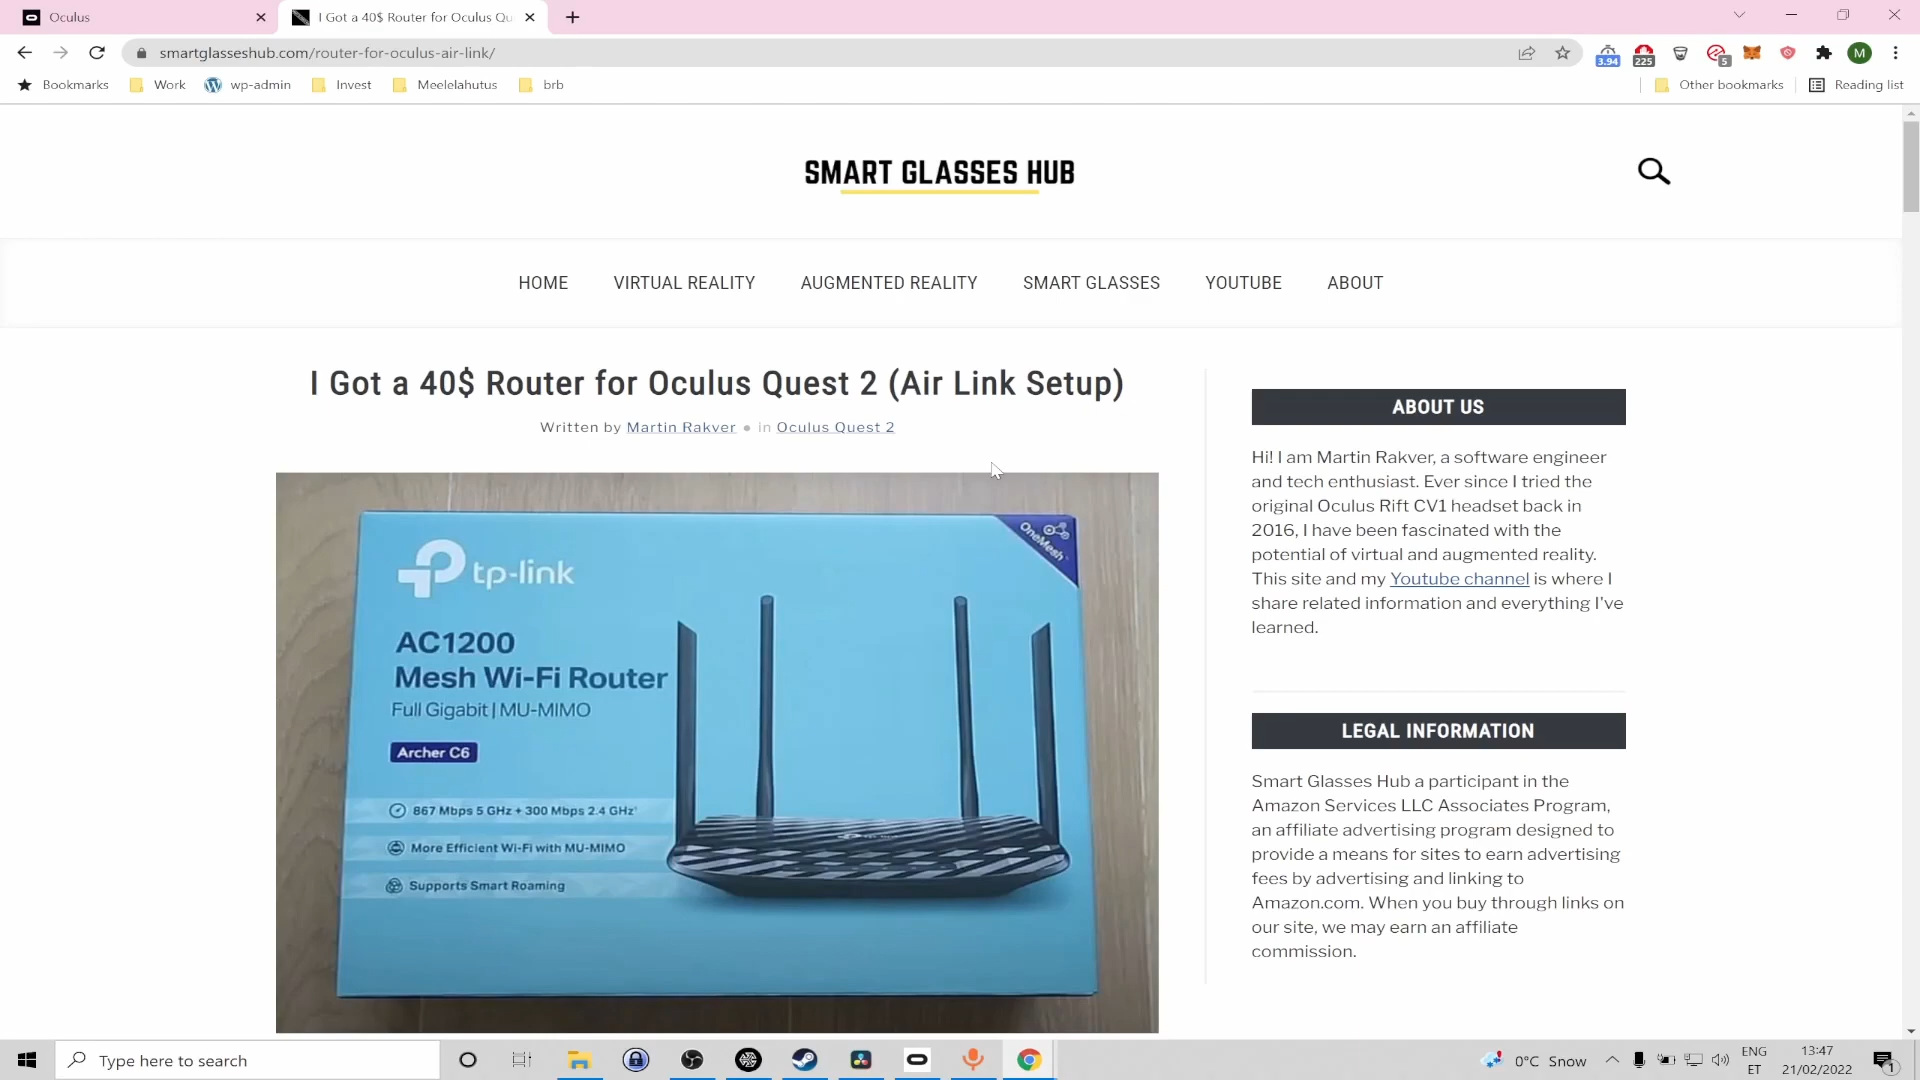 Oculus
I Got a 40$ Router for Oculus Qu
smartglasseshub.com/router-for-oculus-air-link/
3.94
225
5
M
Bookmarks
Work
wp-admin
Invest
Meelelahutus
brb
Other bookmarks
Reading list
SMART GLASSES HUB
HOME
VIRTUAL REALITY
AUGMENTED REALITY
SMART GLASSES
YOUTUBE
ABOUT
I Got a 40$ Router for Oculus Quest 2 (Air Link Setup)
Written by Martin Rakver • in Oculus Quest 2
tp-link
OneMesh
AC1200
Mesh Wi-Fi Router
Full Gigabit | MU-MIMO
Archer C6
867 Mbps 5 GHz + 300 Mbps 2.4 GHz
More Efficient Wi-Fi with MU-MIMO
Supports Smart Roaming
ABOUT US
Hi! I am Martin Rakver, a software engineer
and tech enthusiast. Ever since I tried the
original Oculus Rift CV1 headset back in
2016, I have been fascinated with the
potential of virtual and augmented reality.
This site and my Youtube channel is where I
share related information and everything I've
learned.
LEGAL INFORMATION
Smart Glasses Hub a participant in the
Amazon Services LLC Associates Program,
an affiliate advertising program designed to
provide a means for sites to earn advertising
fees by advertising and linking to
Amazon.com. When you buy through links on
our site, we may earn an affiliate
commission.
Type here to search
0°C Snow
ENG
ET
13:47
21/02/2022
1